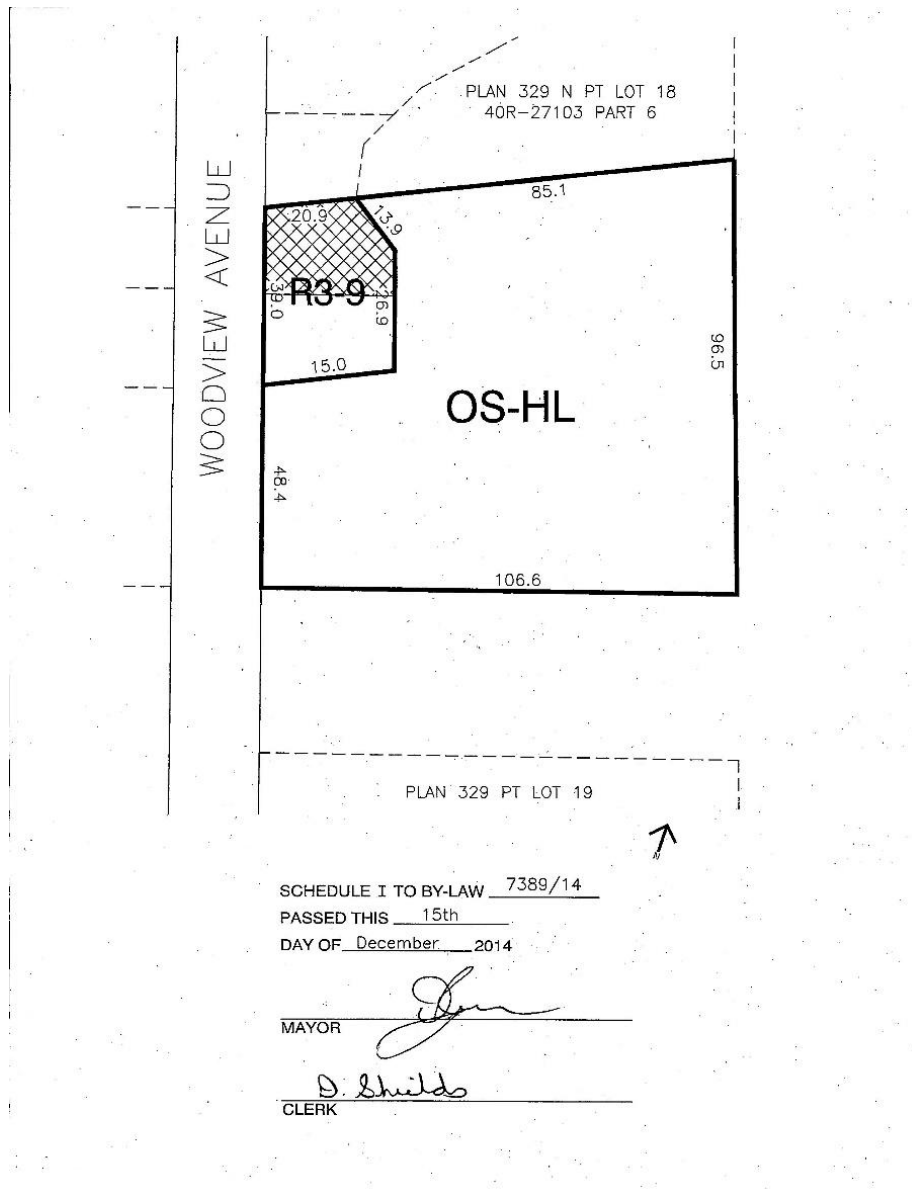 PLAN 329 N PT LOT 18
40R-27103 PART 6
WOODVIEW AVENUE
85.1
20.9
13.9
R3-9
39.0
26.9
15.0
96.5
OS-HL
48.4
106.6
PLAN 329 PT LOT 19
N
SCHEDULE I TO BY-LAW 7389/14
PASSED THIS 15th
DAY OF December 2014
MAYOR
D. Shields
CLERK